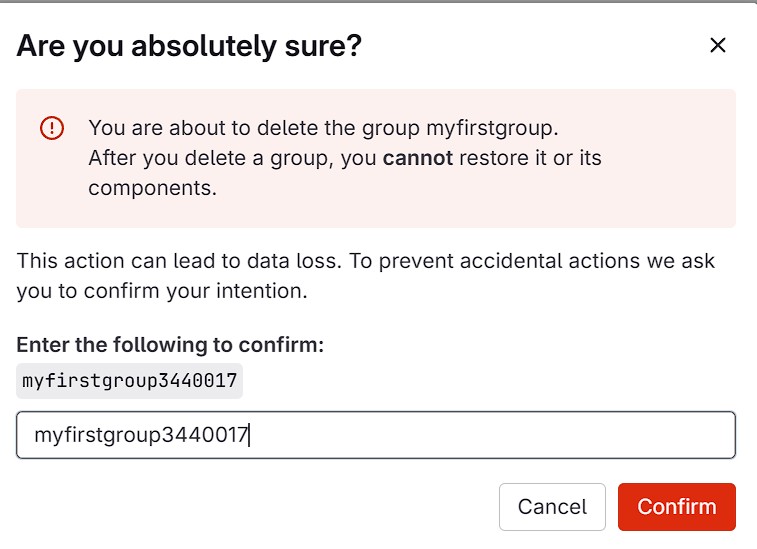 Are you absolutely sure?
You are about to delete the group myfirstgroup.
After you delete a group, you cannot restore it or its
components.
This action can lead to data loss. To prevent accidental actions we ask
you to confirm your intention.
Enter the following to confirm:
myfirstgroup3440017
myfirstgroup3440017
Cancel Confirm